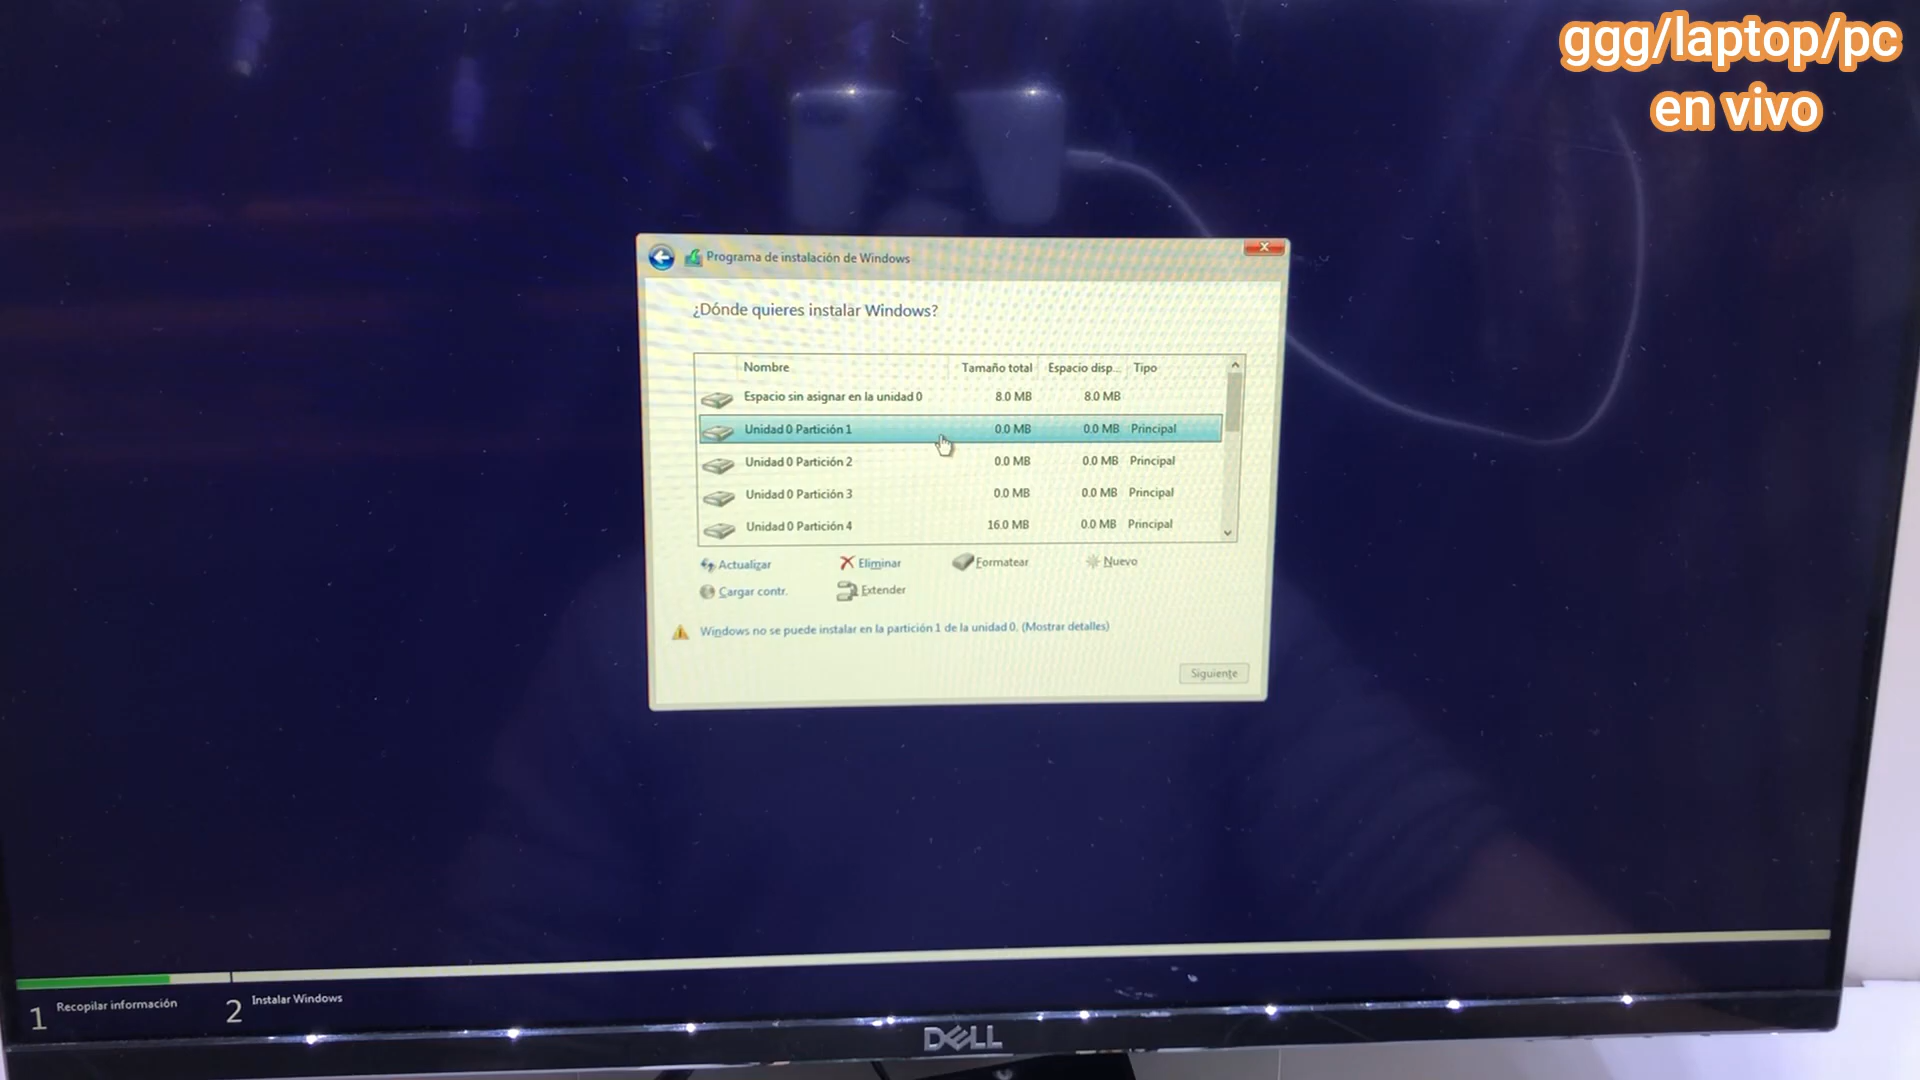 ggg/laptop/pc
en vivo
Programa de instalación de Windows
¿Dónde quieres instalar Windows?
Nombre Tamaño total Espacio disp... Tipo
Espacio sin asignar en la unidad 0 8.0 MB 8.0 MB
Unidad 0 Partición 1 0.0 MB 0.0 MB Principal
Unidad 0 Partición 2 0.0 MB 0.0 MB Principal
Unidad 0 Partición 3 0.0 MB 0.0 MB Principal
Unidad 0 Partición 4 16.0 MB 0.0 MB Principal
Actualizar Eliminar Formatear Nuevo
Cargar contr. Extender
Windows no se puede instalar en la partición 1 de la unidad 0. (Mostrar detalles)
Siguiente
1 Recopilar información 2 Instalar Windows
DELL